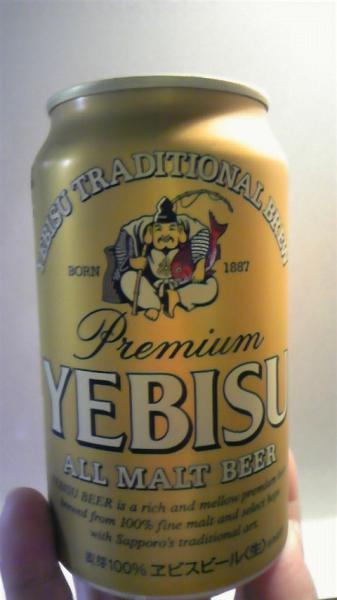 YEBISU TRADITIONAL BREW
BORN 1887
Premium
YEBISU
ALL MALT BEER
YEBISU BEER is a rich and mellow premium
brewed from 100% fine malt and select hops
with Sapporo's traditional art.
麦芽100% ヱビスビール〈生〉